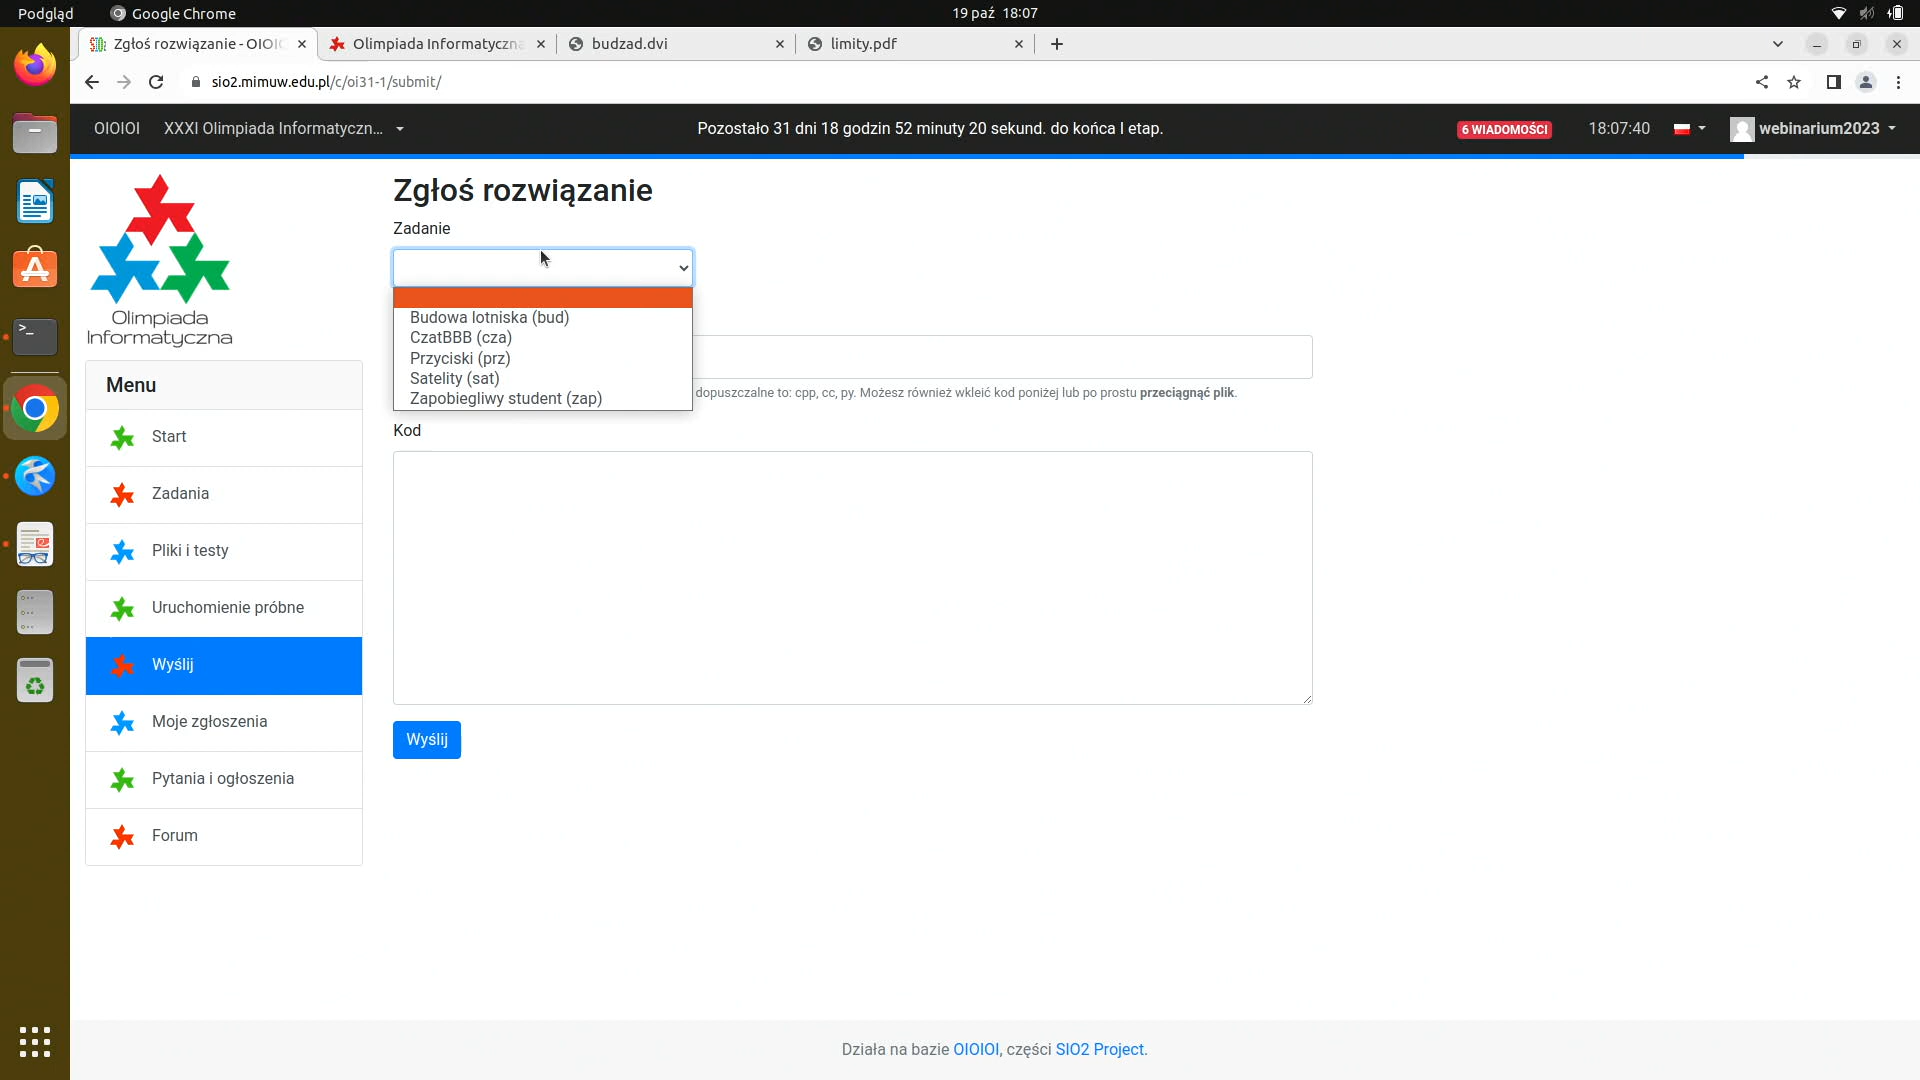 Podgląd
Google Chrome
19 paź 18:07
Zgłoś rozwiązanie - OIOIO
Olimpiada Informatyczna
budzad.dvi
limity.pdf
sio2.mimuw.edu.pl/c/oi31-1/submit/
OIOIOI
XXXI Olimpiada Informatyczn...
Pozostało 31 dni 18 godzin 52 minuty 20 sekund. do końca I etap.
6 WIADOMOŚCI
18:07:40
webinarium2023
Olimpiada
Informatyczna
Menu
Start
Zadania
Pliki i testy
Uruchomienie próbne
Wyślij
Moje zgłoszenia
Pytania i ogłoszenia
Forum
Zgłoś rozwiązanie
Zadanie
Budowa lotniska (bud)
CzatBBB (cza)
Przyciski (prz)
Satelity (sat)
Zapobiegliwy student (zap)
dopuszczalne to: cpp, cc, py. Możesz również wkleić kod poniżej lub po prostu przeciągnąć plik.
Kod
Wyślij
Działa na bazie OIOIOI, części SIO2 Project.